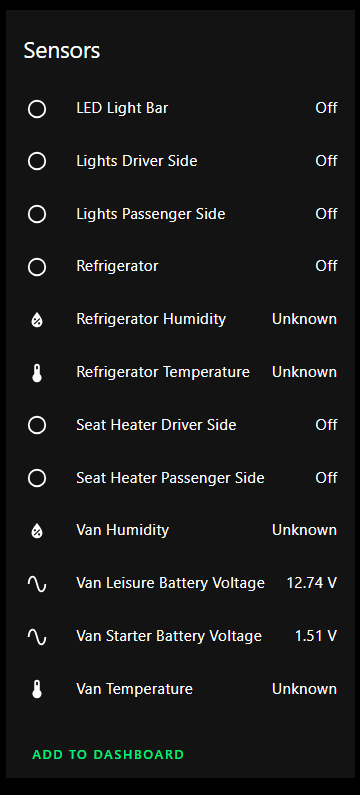 Sensors
LED Light Bar Off
Lights Driver Side Off
Lights Passenger Side Off
Refrigerator Off
Refrigerator Humidity Unknown
Refrigerator Temperature Unknown
Seat Heater Driver Side Off
Seat Heater Passenger Side Off
Van Humidity Unknown
Van Leisure Battery Voltage 12.74 V
Van Starter Battery Voltage 1.51 V
Van Temperature Unknown
ADD TO DASHBOARD